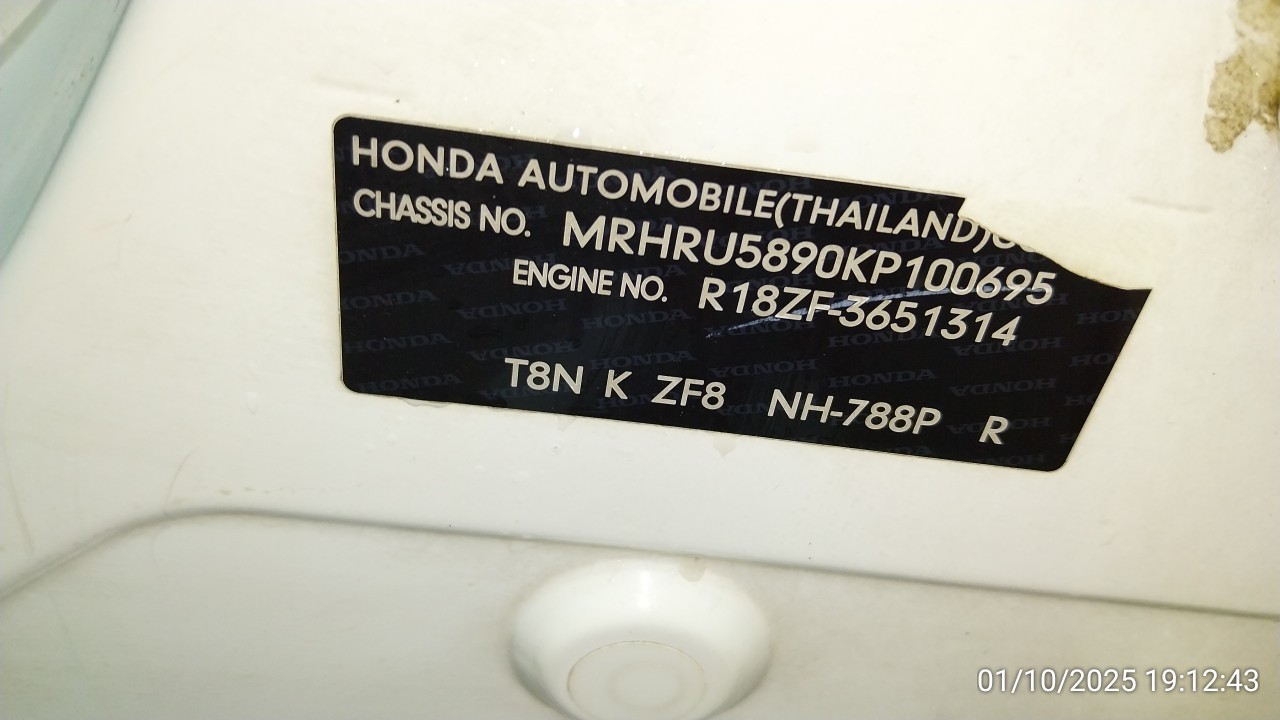 HONDA AUTOMOBILE(THAILAND)
CHASSIS NO. MRHRU5890KP100695
ENGINE NO. R18ZF-3651314
T8N K ZF8 NH-788P R
01/10/2025 19:12:43